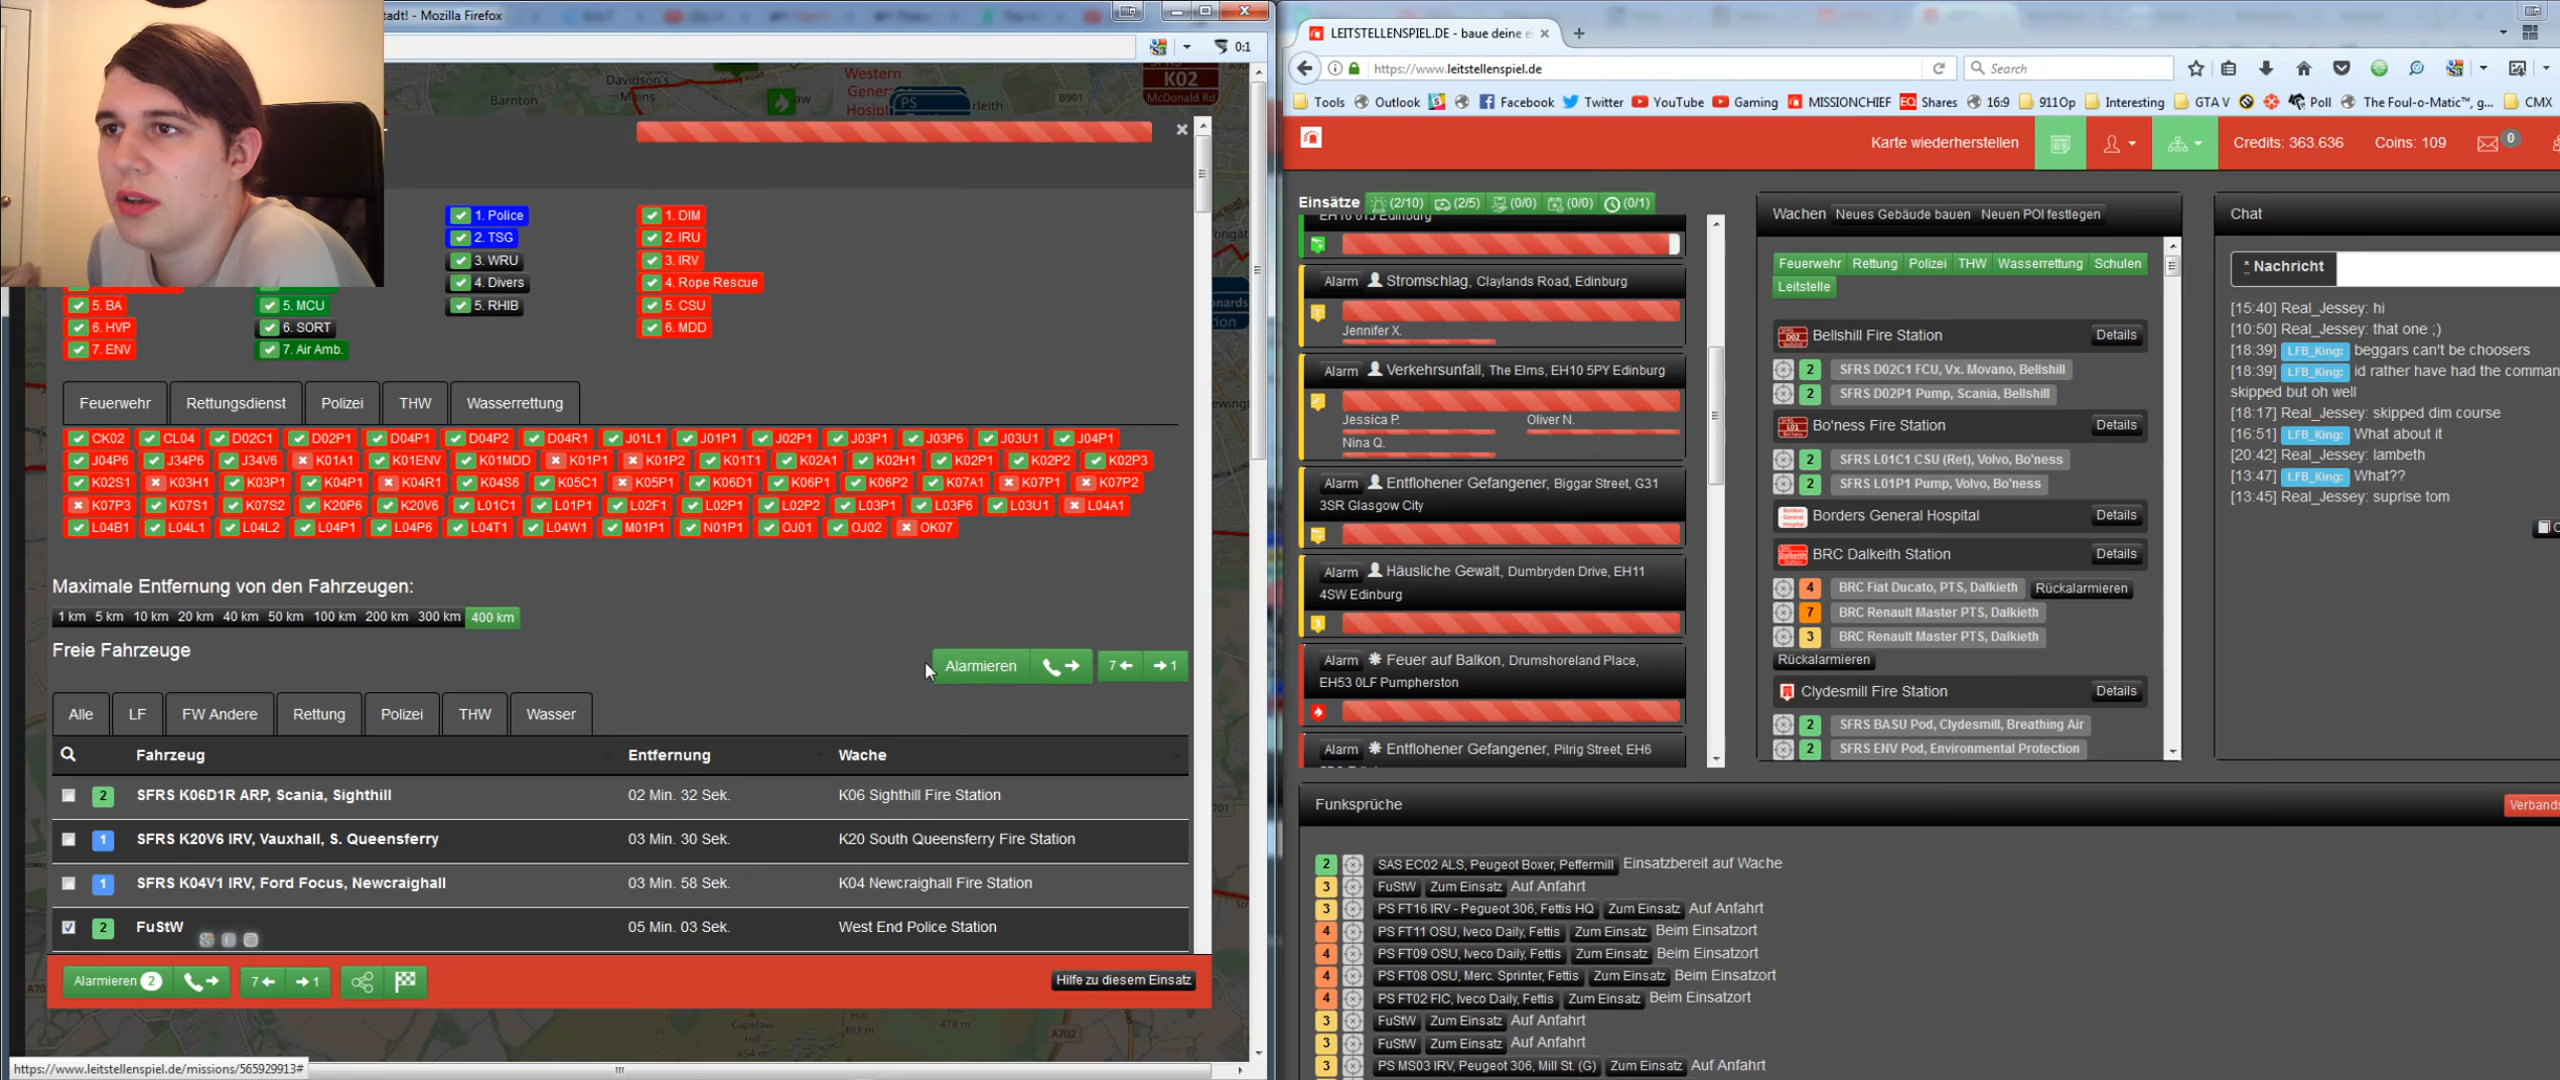 stadt! - Mozilla Firefox
0:1
Davidson's
Mains
Barnton
Western
General
Hospital
PS
K02
McDonald Rd
B901
1. Police
2. TSG
3. WRU
4. Divers
5. RHIB
1. DIM
2. IRU
3. IRV
4. Rope Rescue
5. CSU
6. MDD
5. BA
6. HVP
7. ENV
5. MCU
6. SORT
7. Air Amb.
Feuerwehr Rettungsdienst Polizei THW Wasserrettung
CK02 CL04 D02C1 D02P1 D04P1 D04P2 D04R1 J01L1 J01P1 J02P1 J03P1 J03P6 J03U1 J04P1
J04P6 J34P6 J34V6 K01A1 K01ENV K01MDD K01P1 K01P2 K01T1 K02A1 K02H1 K02P1 K02P2 K02P3
K02S1 K03H1 K03P1 K04P1 K04R1 K04S6 K05C1 K05P1 K06D1 K06P1 K06P2 K07A1 K07P1 K07P2
K07P3 K07S1 K07S2 K20P6 K20V6 L01C1 L01P1 L02F1 L02P1 L02P2 L03P1 L03P6 L03U1 L04A1
L04B1 L04L1 L04L2 L04P1 L04P6 L04T1 L04W1 M01P1 N01P1 OJ01 OJ02 OK07
Maximale Entfernung von den Fahrzeugen:
1 km 5 km 10 km 20 km 40 km 50 km 100 km 200 km 300 km 400 km
Freie Fahrzeuge
Alarmieren 7 1
Alle LF FW Andere Rettung Polizei THW Wasser
Fahrzeug Entfernung Wache
2 SFRS K06D1R ARP, Scania, Sighthill 02 Min. 32 Sek. K06 Sighthill Fire Station
1 SFRS K20V6 IRV, Vauxhall, S. Queensferry 03 Min. 30 Sek. K20 South Queensferry Fire Station
1 SFRS K04V1 IRV, Ford Focus, Newcraighall 03 Min. 58 Sek. K04 Newcraighall Fire Station
2 FuStW 05 Min. 03 Sek. West End Police Station
Alarmieren 2 7 1 Hilfe zu diesem Einsatz
Capelaw
Hill
493 m
478 m
A702
https://www.leitstellenspiel.de/missions/565929913#
LEITSTELLENSPIEL.DE - baue deine e
https://www.leitstellenspiel.de Search
Tools Outlook Facebook Twitter YouTube Gaming MISSIONCHIEF EQ Shares 16:9 911Op Interesting GTA V Poll The Foul-o-Matic™, g... CMX
Karte wiederherstellen Credits: 363.636 Coins: 109 0
Einsätze (2/10) (2/5) (0/0) (0/0) (0/1)
Alarm Stromschlag, Claylands Road, Edinburg
Jennifer X.
Alarm Verkehrsunfall, The Elms, EH10 5PY Edinburg
Jessica P. Oliver N.
Nina Q.
Alarm Entflohener Gefangener, Biggar Street, G31
3SR Glasgow City
Alarm Häusliche Gewalt, Dumbryden Drive, EH11
4SW Edinburg
Alarm Feuer auf Balkon, Drumshoreland Place,
EH53 0LF Pumpherston
Alarm Entflohener Gefangener, Pilrig Street, EH6
Wachen Neues Gebäude bauen Neuen POI festlegen
Feuerwehr Rettung Polizei THW Wasserrettung Schulen
Leitstelle
Bellshill Fire Station Details
2 SFRS D02C1 FCU, Vx. Movano, Bellshill
2 SFRS D02P1 Pump, Scania, Bellshill
Bo'ness Fire Station Details
2 SFRS L01C1 CSU (Ret), Volvo, Bo'ness
2 SFRS L01P1 Pump, Volvo, Bo'ness
Borders General Hospital Details
BRC Dalkeith Station Details
4 BRC Fiat Ducato, PTS, Dalkieth Rückalarmieren
7 BRC Renault Master PTS, Dalkieth
3 BRC Renault Master PTS, Dalkieth
Rückalarmieren
Clydesmill Fire Station Details
2 SFRS BASU Pod, Clydesmill, Breathing Air
2 SFRS ENV Pod, Environmental Protection
Chat
* Nachricht
[15:40] Real_Jessey: hi
[10:50] Real_Jessey: that one ;)
[18:39] LFB_King: beggars can't be choosers
[18:39] LFB_King: id rather have had the comman
skipped but oh well
[18:17] Real_Jessey: skipped dim course
[16:51] LFB_King: What about it
[20:42] Real_Jessey: lambeth
[13:47] LFB_King: What??
[13:45] Real_Jessey: suprise tom
Funksprüche Verbands
2 SAS EC02 ALS, Peugeot Boxer, Peffermill Einsatzbereit auf Wache
3 FuStW Zum Einsatz Auf Anfahrt
3 PS FT16 IRV - Pegueot 306, Fettis HQ Zum Einsatz Auf Anfahrt
4 PS FT11 OSU, Iveco Daily, Fettis Zum Einsatz Beim Einsatzort
4 PS FT09 OSU, Iveco Daily, Fettis Zum Einsatz Beim Einsatzort
4 PS FT08 OSU, Merc. Sprinter, Fettis Zum Einsatz Beim Einsatzort
4 PS FT02 FIC, Iveco Daily, Fettis Zum Einsatz Beim Einsatzort
3 FuStW Zum Einsatz Auf Anfahrt
3 FuStW Zum Einsatz Auf Anfahrt
3 PS MS03 IRV, Peugeot 306, Mill St. (G) Zum Einsatz Auf Anfahrt